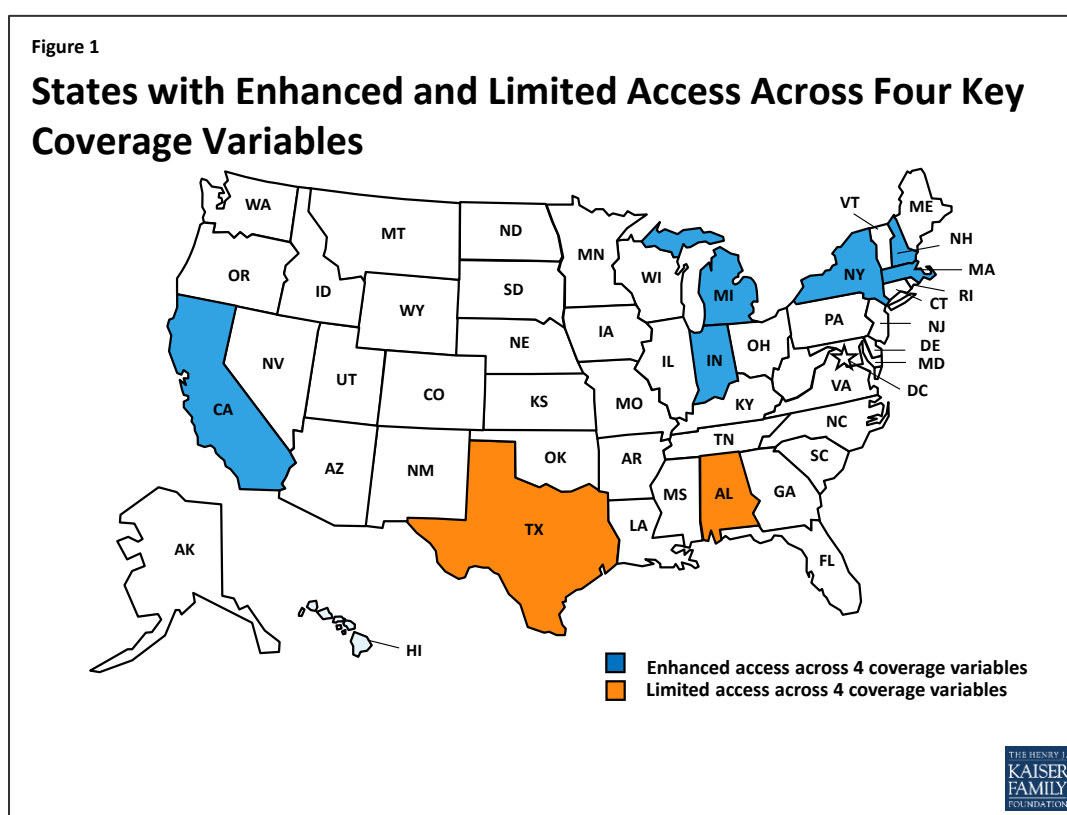 Figure 1
States with Enhanced and Limited Access Across Four Key
Coverage Variables
WA
MT
ND
MN
VT
ME
NH
OR
ID
SD
WI
NY
MA
WY
MI
RI
CT
IA
PA
NJ
NE
NV
UT
IL
IN
OH
DE
MD
CO
CA
KS
MO
KY
VA
DC
NC
TN
AZ
NM
OK
AR
SC
MS
AL
GA
TX
LA
AK
FL
HI
Enhanced access across 4 coverage variables
Limited access across 4 coverage variables
THE HENRY J.
KAISER
FAMILY
FOUNDATION